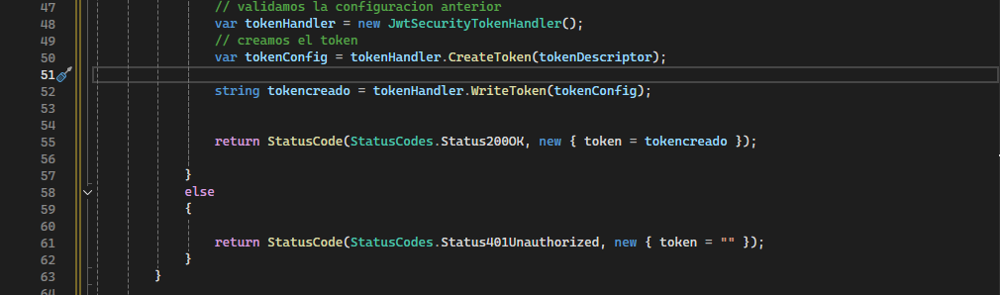 47 // validamos la configuracion anterior
48 var tokenHandler = new JwtSecurityTokenHandler();
49 // creamos el token
50 var tokenConfig = tokenHandler.CreateToken(tokenDescriptor);
51
52 string tokencreado = tokenHandler.WriteToken(tokenConfig);
53
54
55 return StatusCode(StatusCodes.Status200OK, new { token = tokencreado });
56
57 }
58 else
59 {
60
61 return StatusCode(StatusCodes.Status401Unauthorized, new { token = "" });
62 }
63 }
64